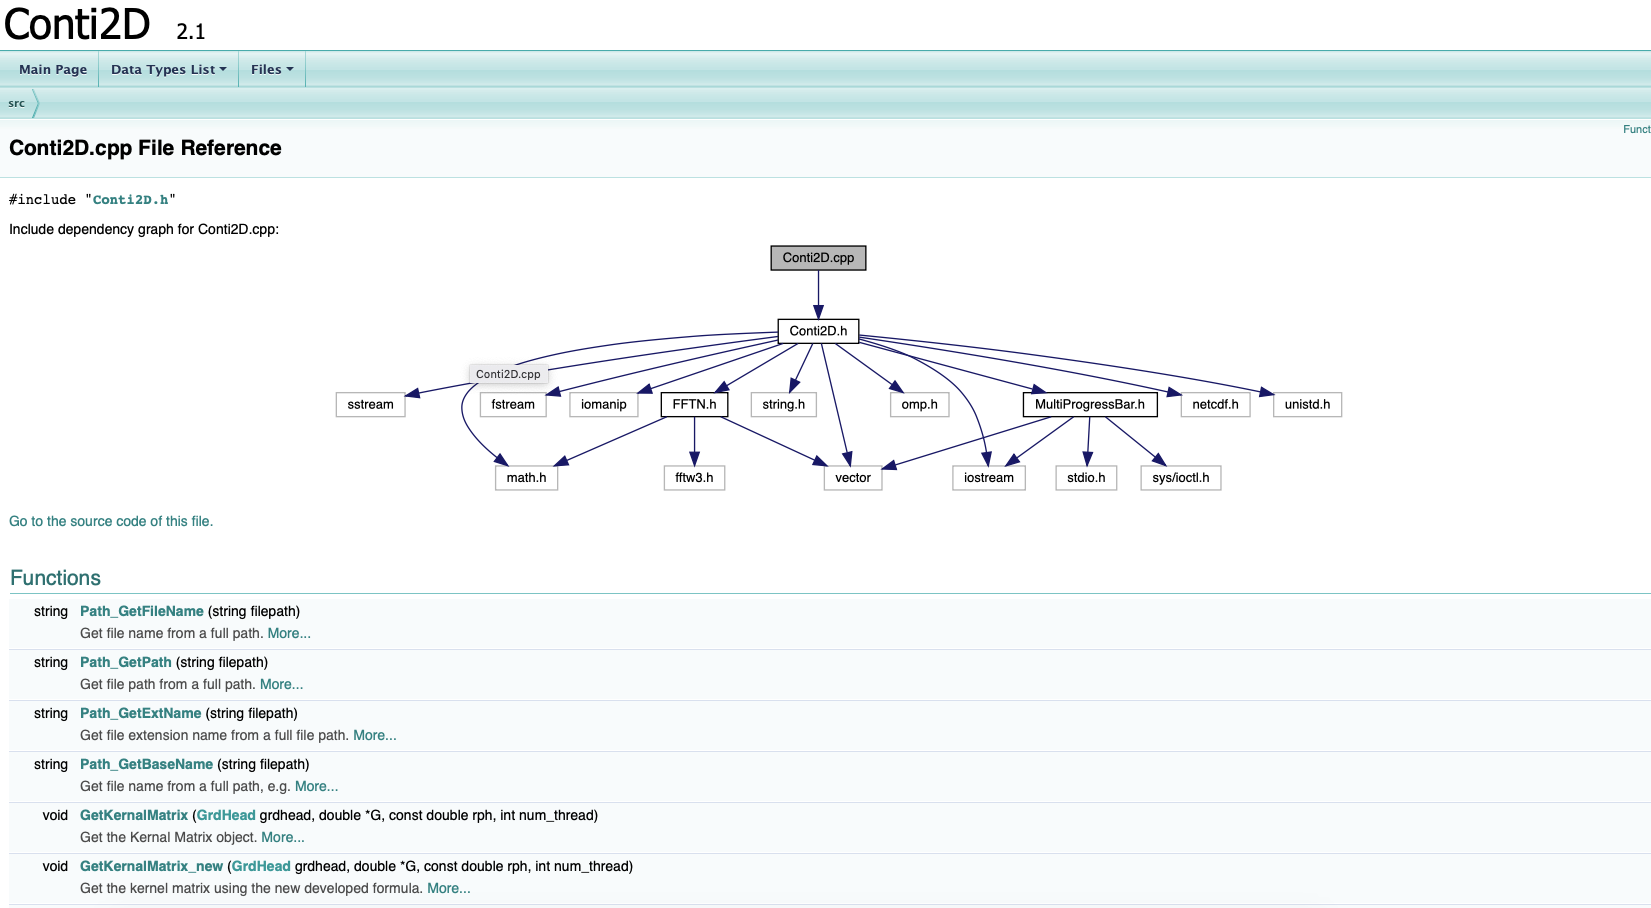 Conti2D 2.1
Main Page Data Types List Files
src
Funct
Conti2D.cpp File Reference
#include "Conti2D.h"
Include dependency graph for Conti2D.cpp:
Conti2D.cpp
Conti2D.h
Conti2D.cpp
sstream fstream iomanip FFTN.h string.h omp.h MultiProgressBar.h netcdf.h unistd.h
math.h fftw3.h vector iostream stdio.h sys/ioctl.h
Go to the source code of this file.
Functions
string Path_GetFileName (string filepath)
Get file name from a full path. More...
string Path_GetPath (string filepath)
Get file path from a full path. More...
string Path_GetExtName (string filepath)
Get file extension name from a full file path. More...
string Path_GetBaseName (string filepath)
Get file name from a full path, e.g. More...
void GetKernalMatrix (GrdHead grdhead, double *G, const double rph, int num_thread)
Get the Kernal Matrix object. More...
void GetKernalMatrix_new (GrdHead grdhead, double *G, const double rph, int num_thread)
Get the kernel matrix using the new developed formula. More...